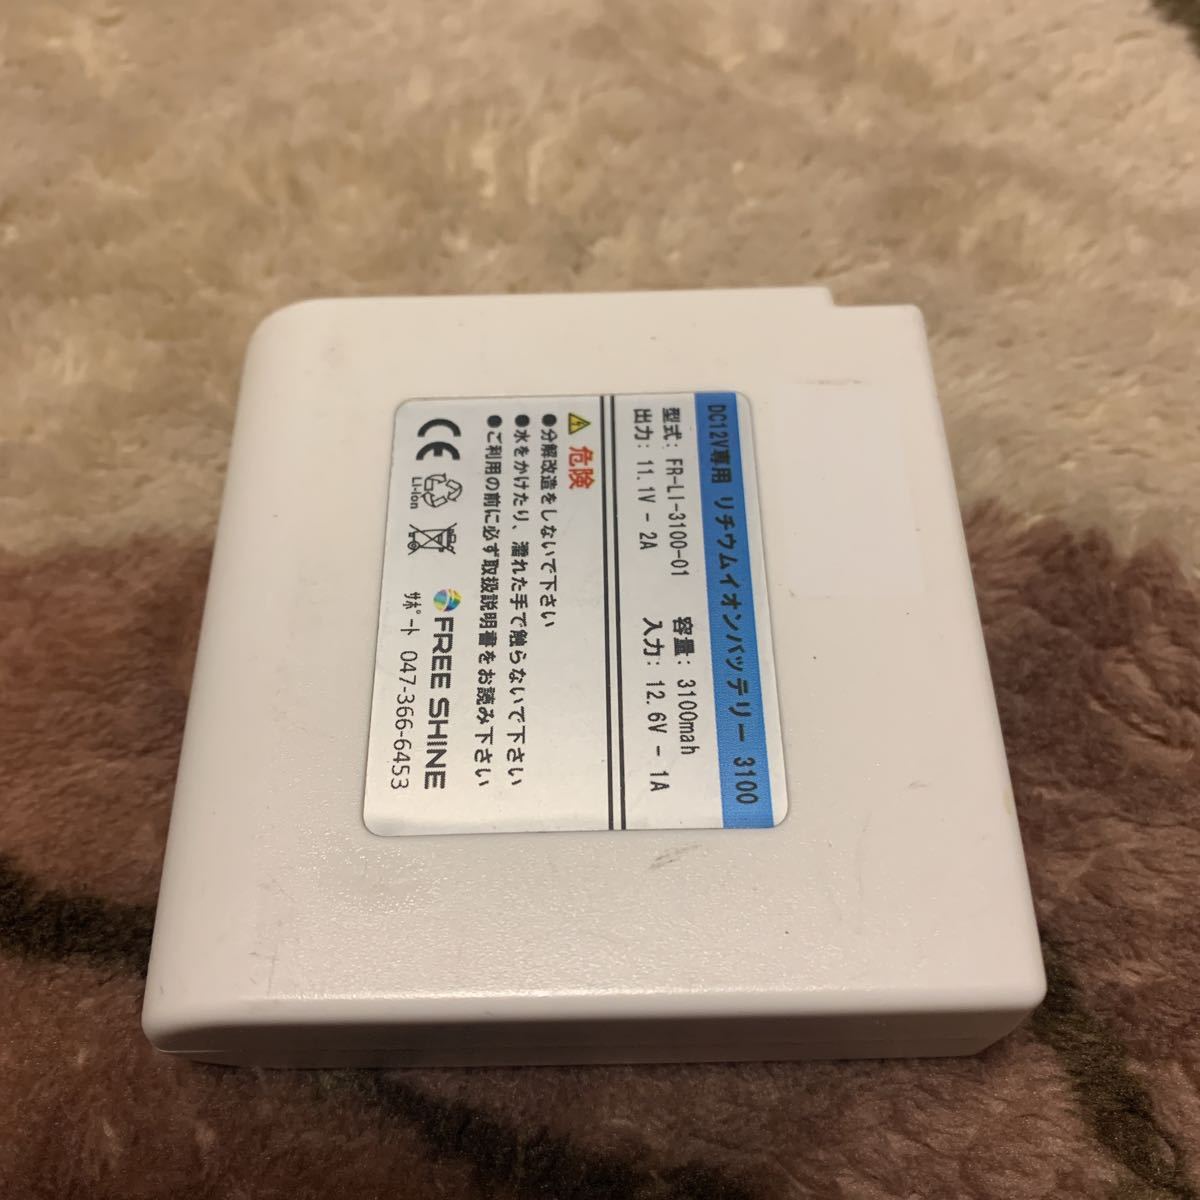 DC12V専用 リチウムイオンバッテリー 3100
型式: FR-LI-3100-01 容量: 3100mah
出力: 11.1V - 2A 入力: 12.6V - 1A
危険
●分解改造をしないで下さい
●水をかけたり、濡れた手で触らないで下さい
●ご利用の前に必ず取扱説明書をお読み下さい
CE
Li-ion
FREE SHINE
ｻﾎﾟｰﾄ 047-366-6453